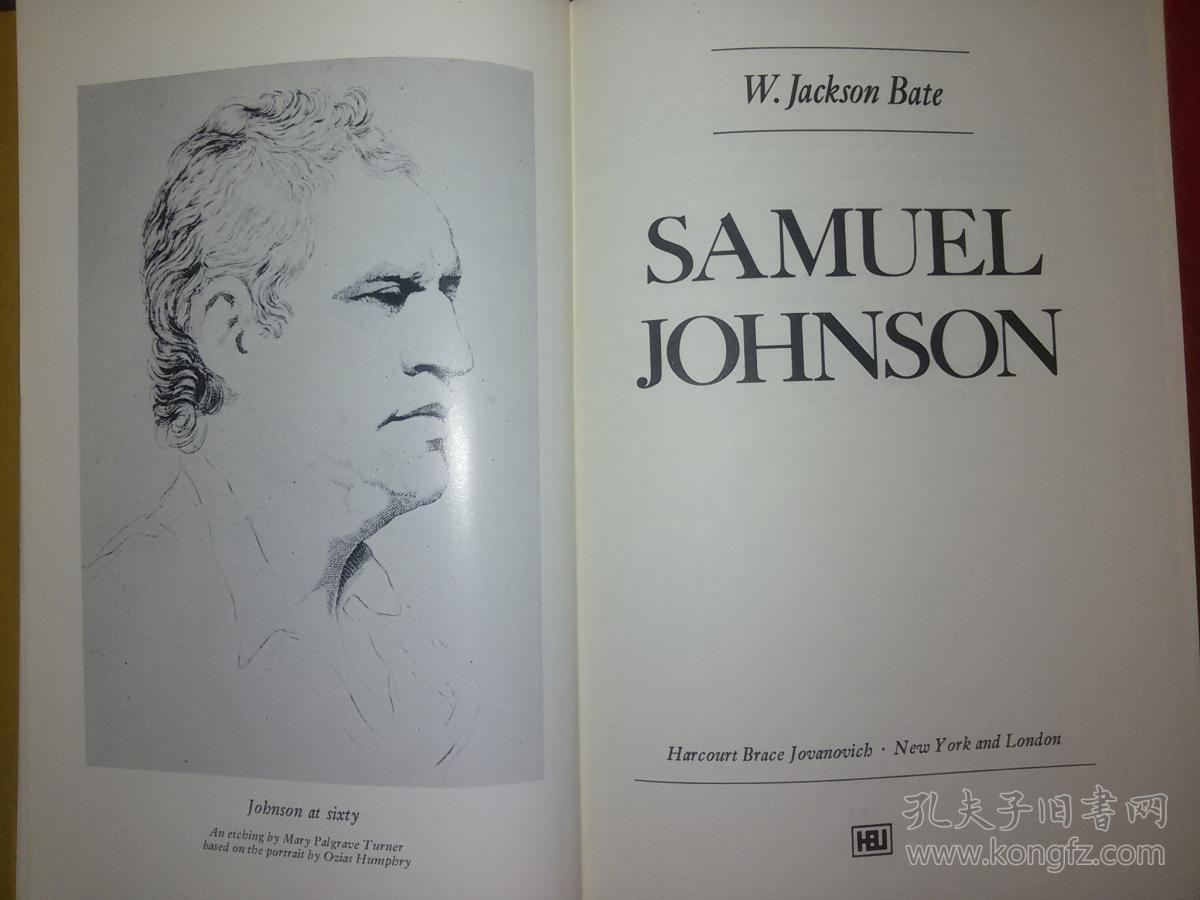 Johnson at sixty
An etching by Mary Palgrave Turner
based on the portrait by Ozias Humphry
W. Jackson Bate
SAMUEL
JOHNSON
Harcourt Brace Jovanovich · New York and London
HBJ
孔夫子旧書网
www.kongfz.com